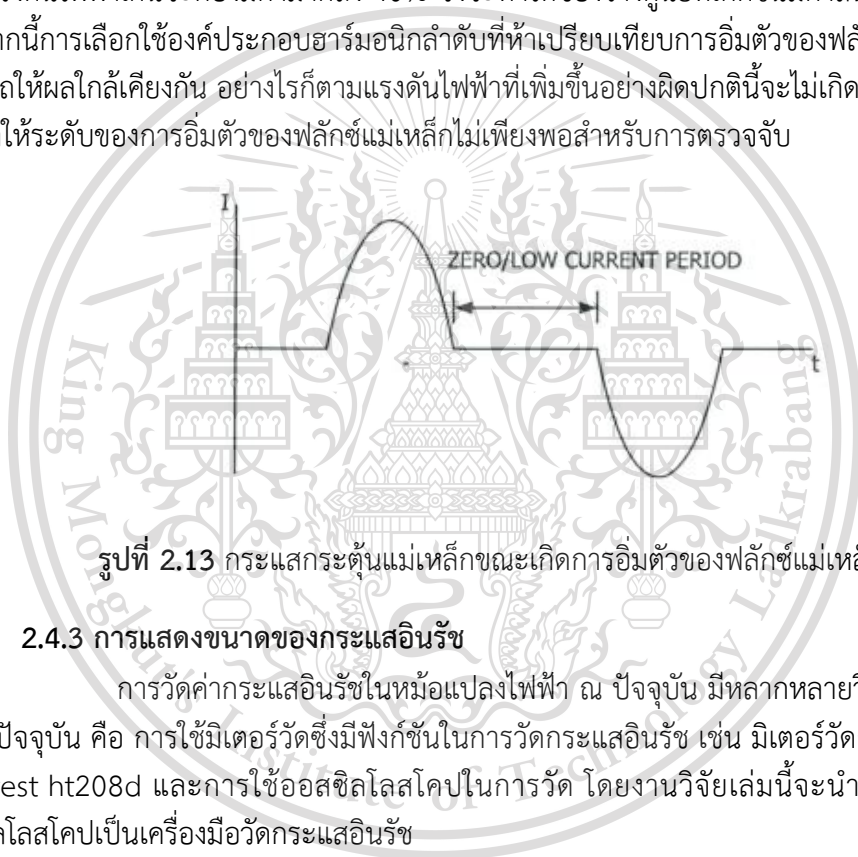 ากนี้การเลือกใช้องค์ประกอบฮาร์มอนิกลำดับที่ห้าเปรียบเทียบการอิ่มตัวของฟลั
ถให้ผลใกล้เคียงกัน อย่างไรก็ตามแรงดันไฟฟ้าที่เพิ่มขึ้นอย่างผิดปกตินี้จะไม่เกิด
ให้ระดับของการอิ่มตัวของฟลักซ์แม่เหล็กไม่เพียงพอสำหรับการตรวจจับ
I
ZERO/LOW CURRENT PERIOD
t
King Mongkut's Institute of Technology Ladkrabang
รูปที่ 2.13 กระแสกระตุ้นแม่เหล็กขณะเกิดการอิ่มตัวของฟลักซ์แม่เหล็
2.4.3 การแสดงขนาดของกระแสอินรัช
การวัดค่ากระแสอินรัชในหม้อแปลงไฟฟ้า ณ ปัจจุบัน มีหลากหลายวิ
ปัจจุบัน คือ การใช้มิเตอร์วัดซึ่งมีฟังก์ชันในการวัดกระแสอินรัช เช่น มิเตอร์วัด
est ht208d และการใช้ออสซิลโลสโคปในการวัด โดยงานวิจัยเล่มนี้จะนำ
ลโลสโคปเป็นเครื่องมือวัดกระแสอินรัช